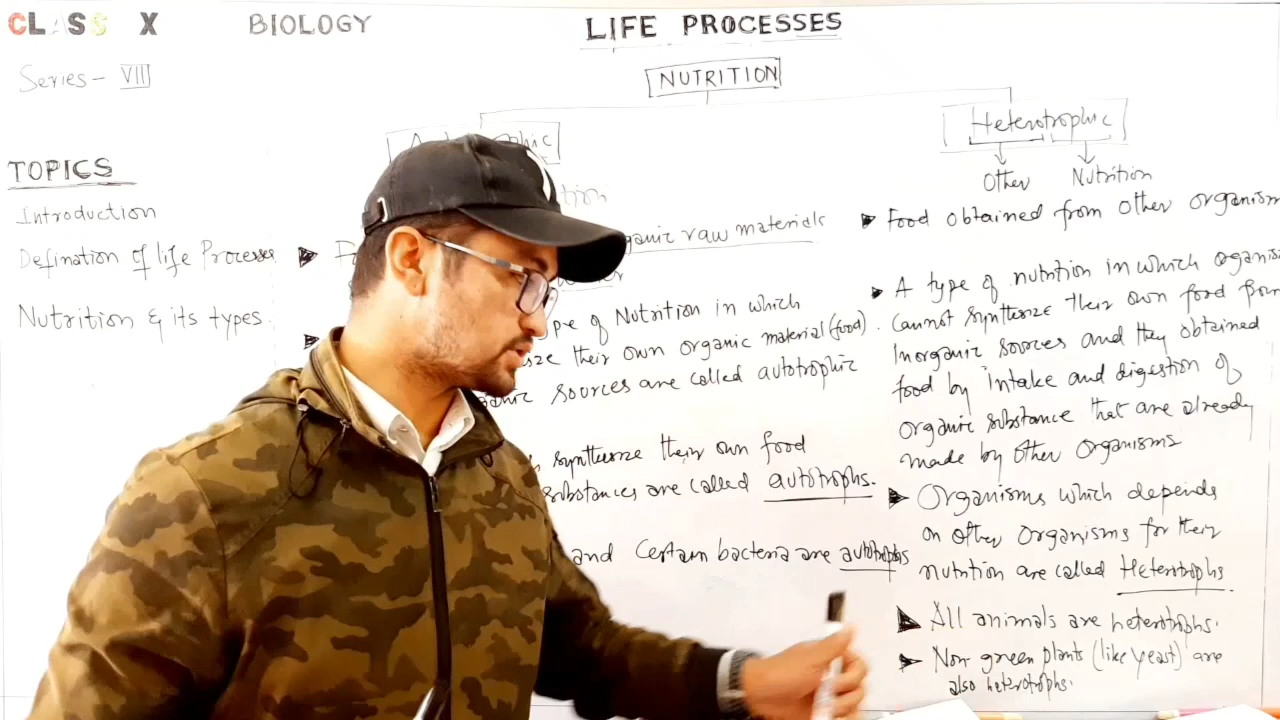 CLASS X BIOLOGY LIFE PROCESSES
Series- VII
NUTRITION
Heterotrophic
Other Nutrition
TOPICS
Introduction
Defination of life Processes
Nutrition & its types.
organic raw materials
of Nutrition in which
their own organic material (food).
sources are called autotrophic
synthesize their own food
substances are called autotrophs.
and Certain bacteria are autotrophs
Food obtained from other organism
A type of nutrition in which organis
Cannot synthesize their own food from
Inorganic sources and they obtained
food by intake and digestion of
organic substance that are already
made by other organisms
Organisms which depends
on other organisms for their
nutrition are called Heterotrophs
All animals are heterotrophs.
Non green plants (like yeast) are
also heterotrophs.